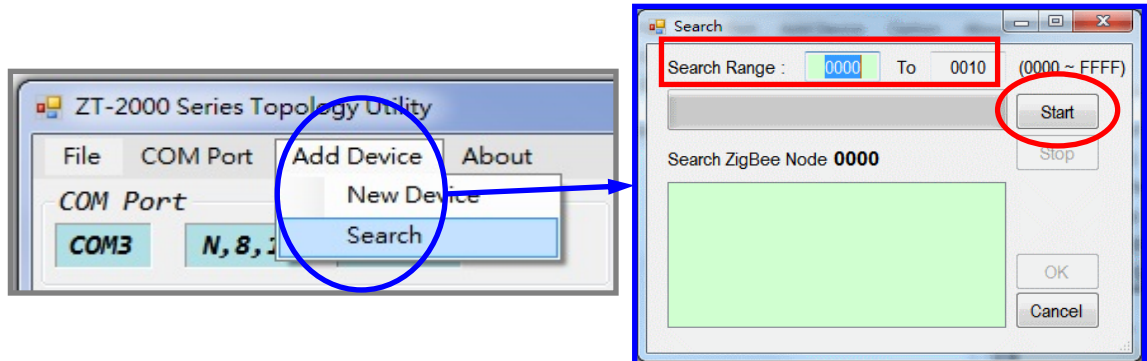 ZT-2000 Series Topology Utility
File COM Port Add Device About
New Device
COM Port
Search
COM3 N,8,1
Search
Search Range : 0000 To 0010 (0000 ~ FFFF)
Start
Search ZigBee Node 0000 Stop
OK
Cancel